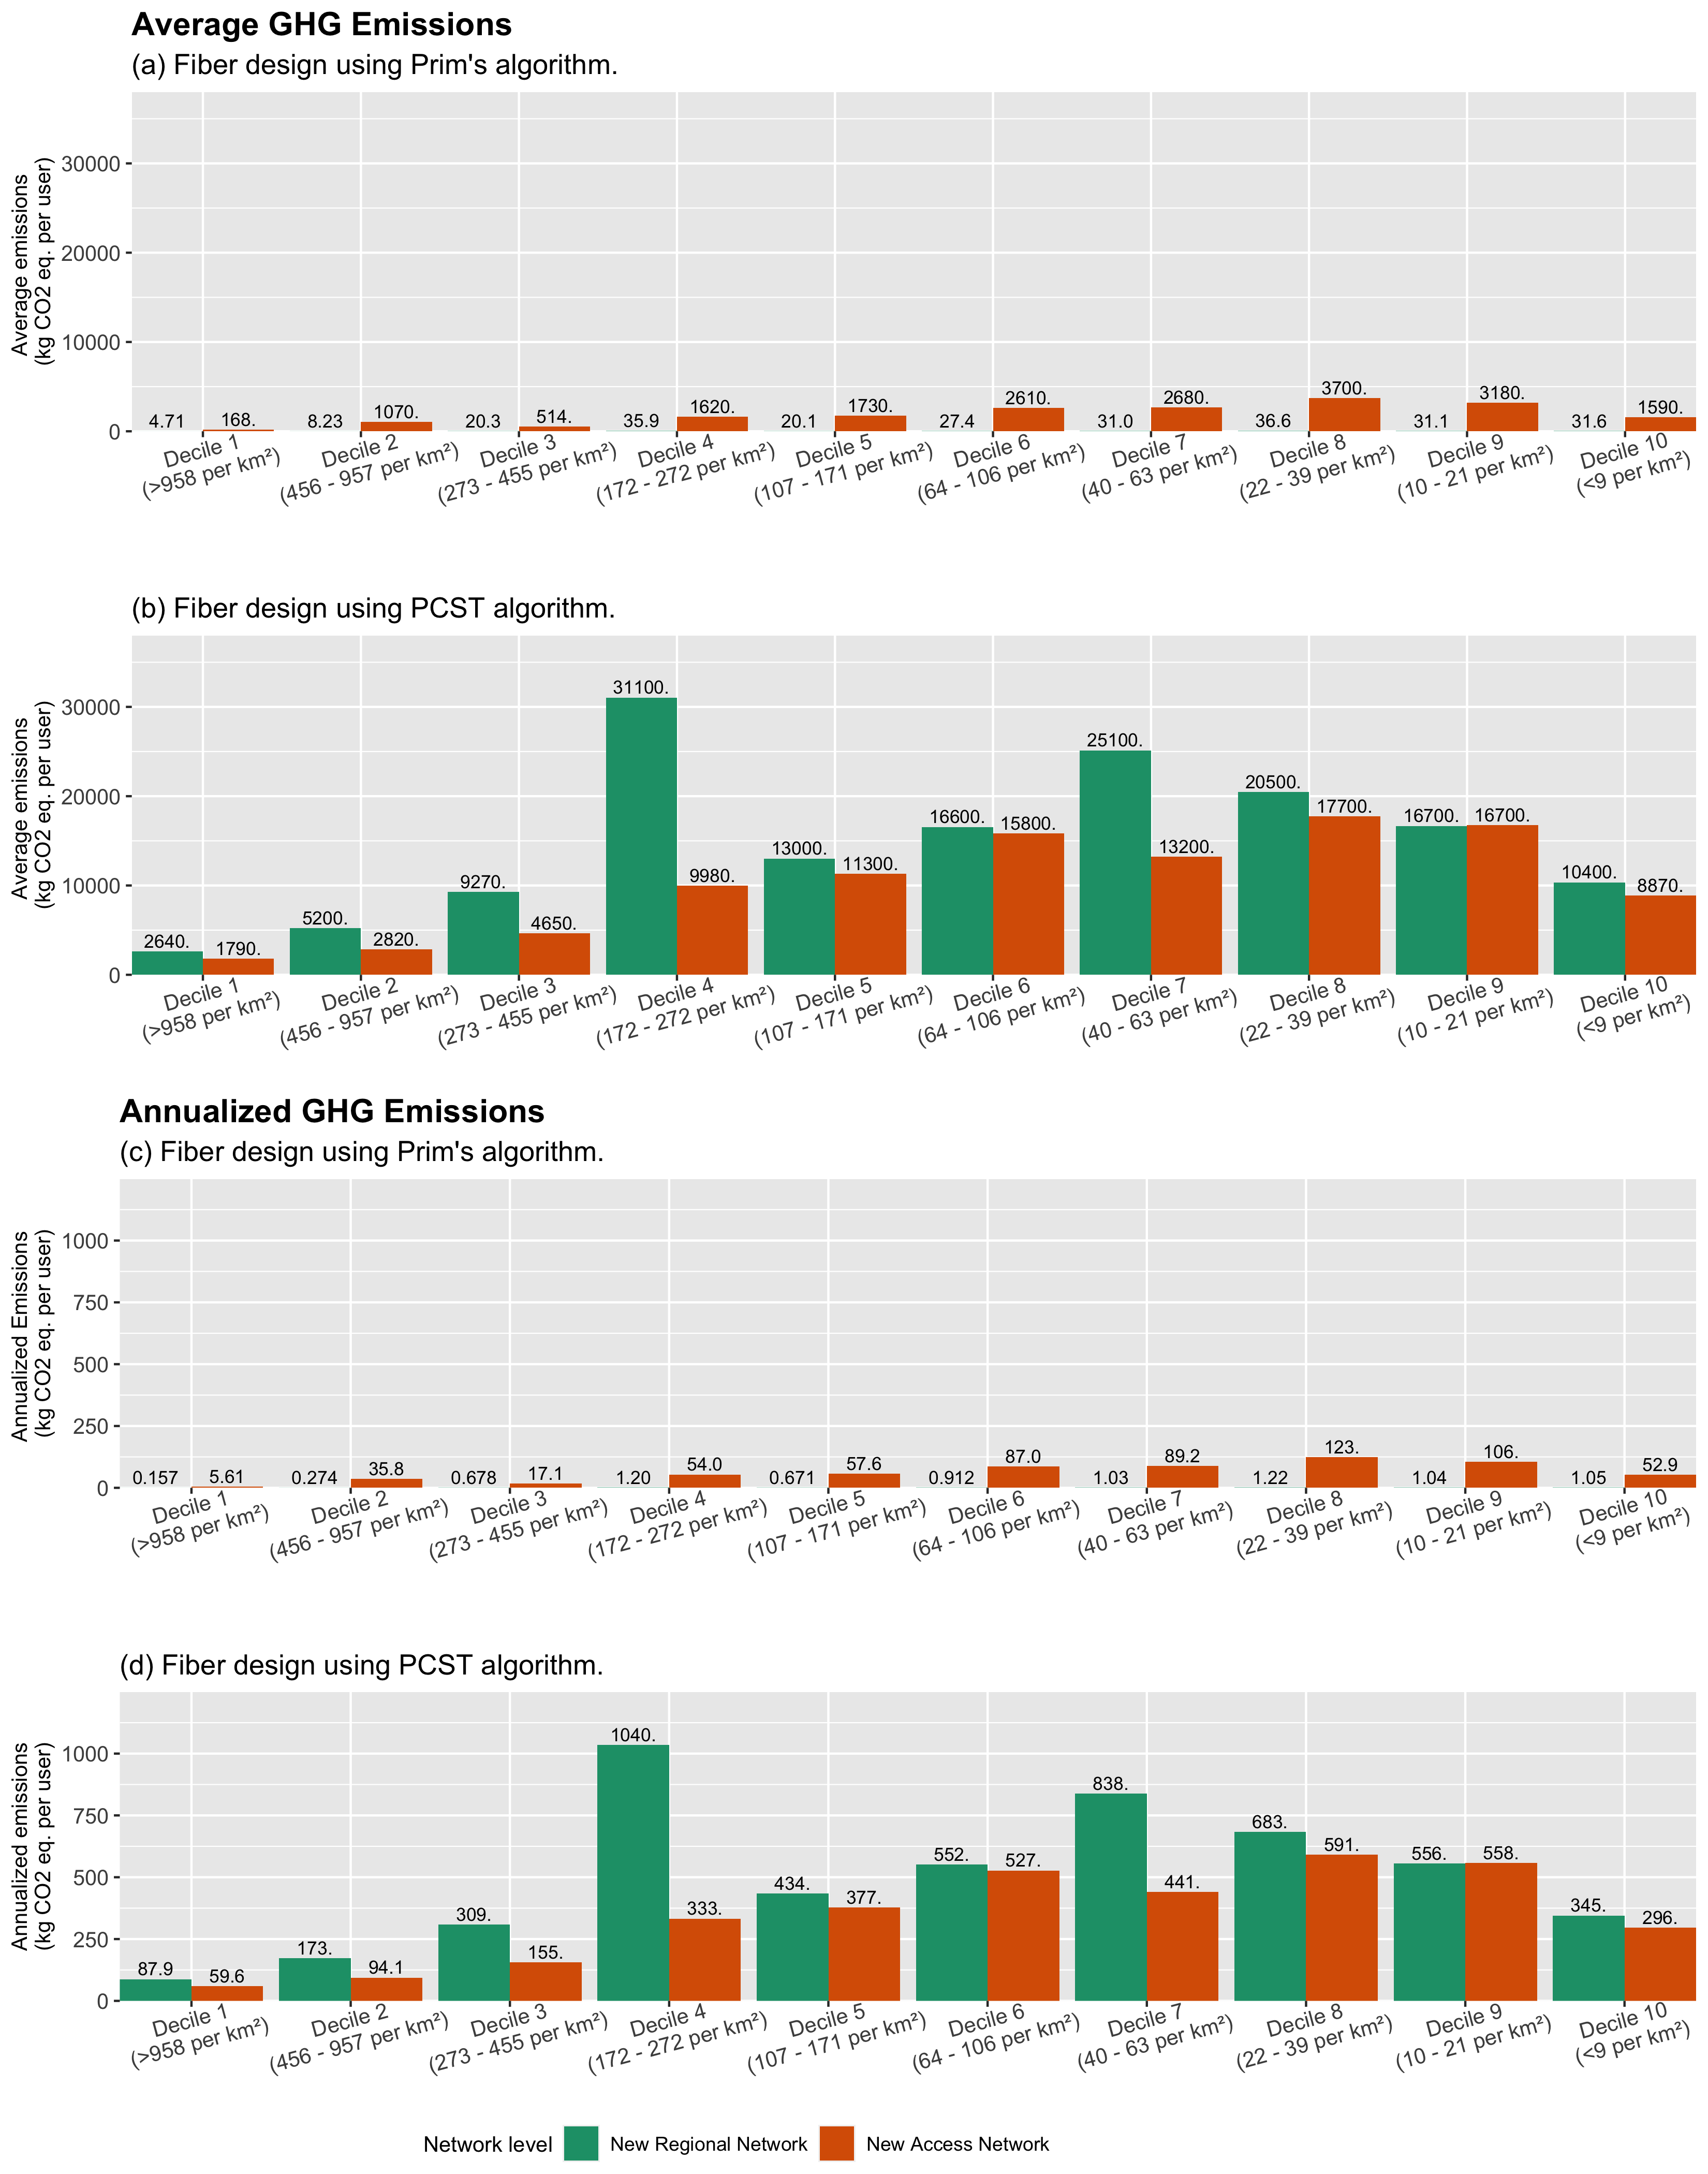 Average GHG Emissions
(a) Fiber design using Prim's algorithm.
Average emissions
(kg CO2 eq. per user)
30000
20000
10000
0
4.71 168. 8.23 1070. 20.3 514. 35.9 1620. 20.1 1730. 27.4 2610. 31.0 2680. 36.6 3700. 31.1 3180. 31.6 1590.
Decile 1
(>958 per km²)
Decile 2
(456 - 957 per km²)
Decile 3
(273 - 455 per km²)
Decile 4
(172 - 272 per km²)
Decile 5
(107 - 171 per km²)
Decile 6
(64 - 106 per km²)
Decile 7
(40 - 63 per km²)
Decile 8
(22 - 39 per km²)
Decile 9
(10 - 21 per km²)
Decile 10
(<9 per km²)
(b) Fiber design using PCST algorithm.
Average emissions
(kg CO2 eq. per user)
30000
20000
10000
0
2640. 1790. 5200. 2820. 9270. 4650. 31100. 9980. 13000. 11300. 16600. 15800. 25100. 13200. 20500. 17700. 16700. 16700. 10400. 8870.
Decile 1
(>958 per km²)
Decile 2
(456 - 957 per km²)
Decile 3
(273 - 455 per km²)
Decile 4
(172 - 272 per km²)
Decile 5
(107 - 171 per km²)
Decile 6
(64 - 106 per km²)
Decile 7
(40 - 63 per km²)
Decile 8
(22 - 39 per km²)
Decile 9
(10 - 21 per km²)
Decile 10
(<9 per km²)
Annualized GHG Emissions
(c) Fiber design using Prim's algorithm.
Annualized Emissions
(kg CO2 eq. per user)
1000
750
500
250
0
0.157 5.61 0.274 35.8 0.678 17.1 1.20 54.0 0.671 57.6 0.912 87.0 1.03 89.2 1.22 123. 1.04 106. 1.05 52.9
Decile 1
(>958 per km²)
Decile 2
(456 - 957 per km²)
Decile 3
(273 - 455 per km²)
Decile 4
(172 - 272 per km²)
Decile 5
(107 - 171 per km²)
Decile 6
(64 - 106 per km²)
Decile 7
(40 - 63 per km²)
Decile 8
(22 - 39 per km²)
Decile 9
(10 - 21 per km²)
Decile 10
(<9 per km²)
(d) Fiber design using PCST algorithm.
Annualized emissions
(kg CO2 eq. per user)
1000
750
500
250
0
87.9 59.6 173. 94.1 309. 155. 1040. 333. 434. 377. 552. 527. 838. 441. 683. 591. 556. 558. 345. 296.
Decile 1
(>958 per km²)
Decile 2
(456 - 957 per km²)
Decile 3
(273 - 455 per km²)
Decile 4
(172 - 272 per km²)
Decile 5
(107 - 171 per km²)
Decile 6
(64 - 106 per km²)
Decile 7
(40 - 63 per km²)
Decile 8
(22 - 39 per km²)
Decile 9
(10 - 21 per km²)
Decile 10
(<9 per km²)
Network level New Regional Network New Access Network